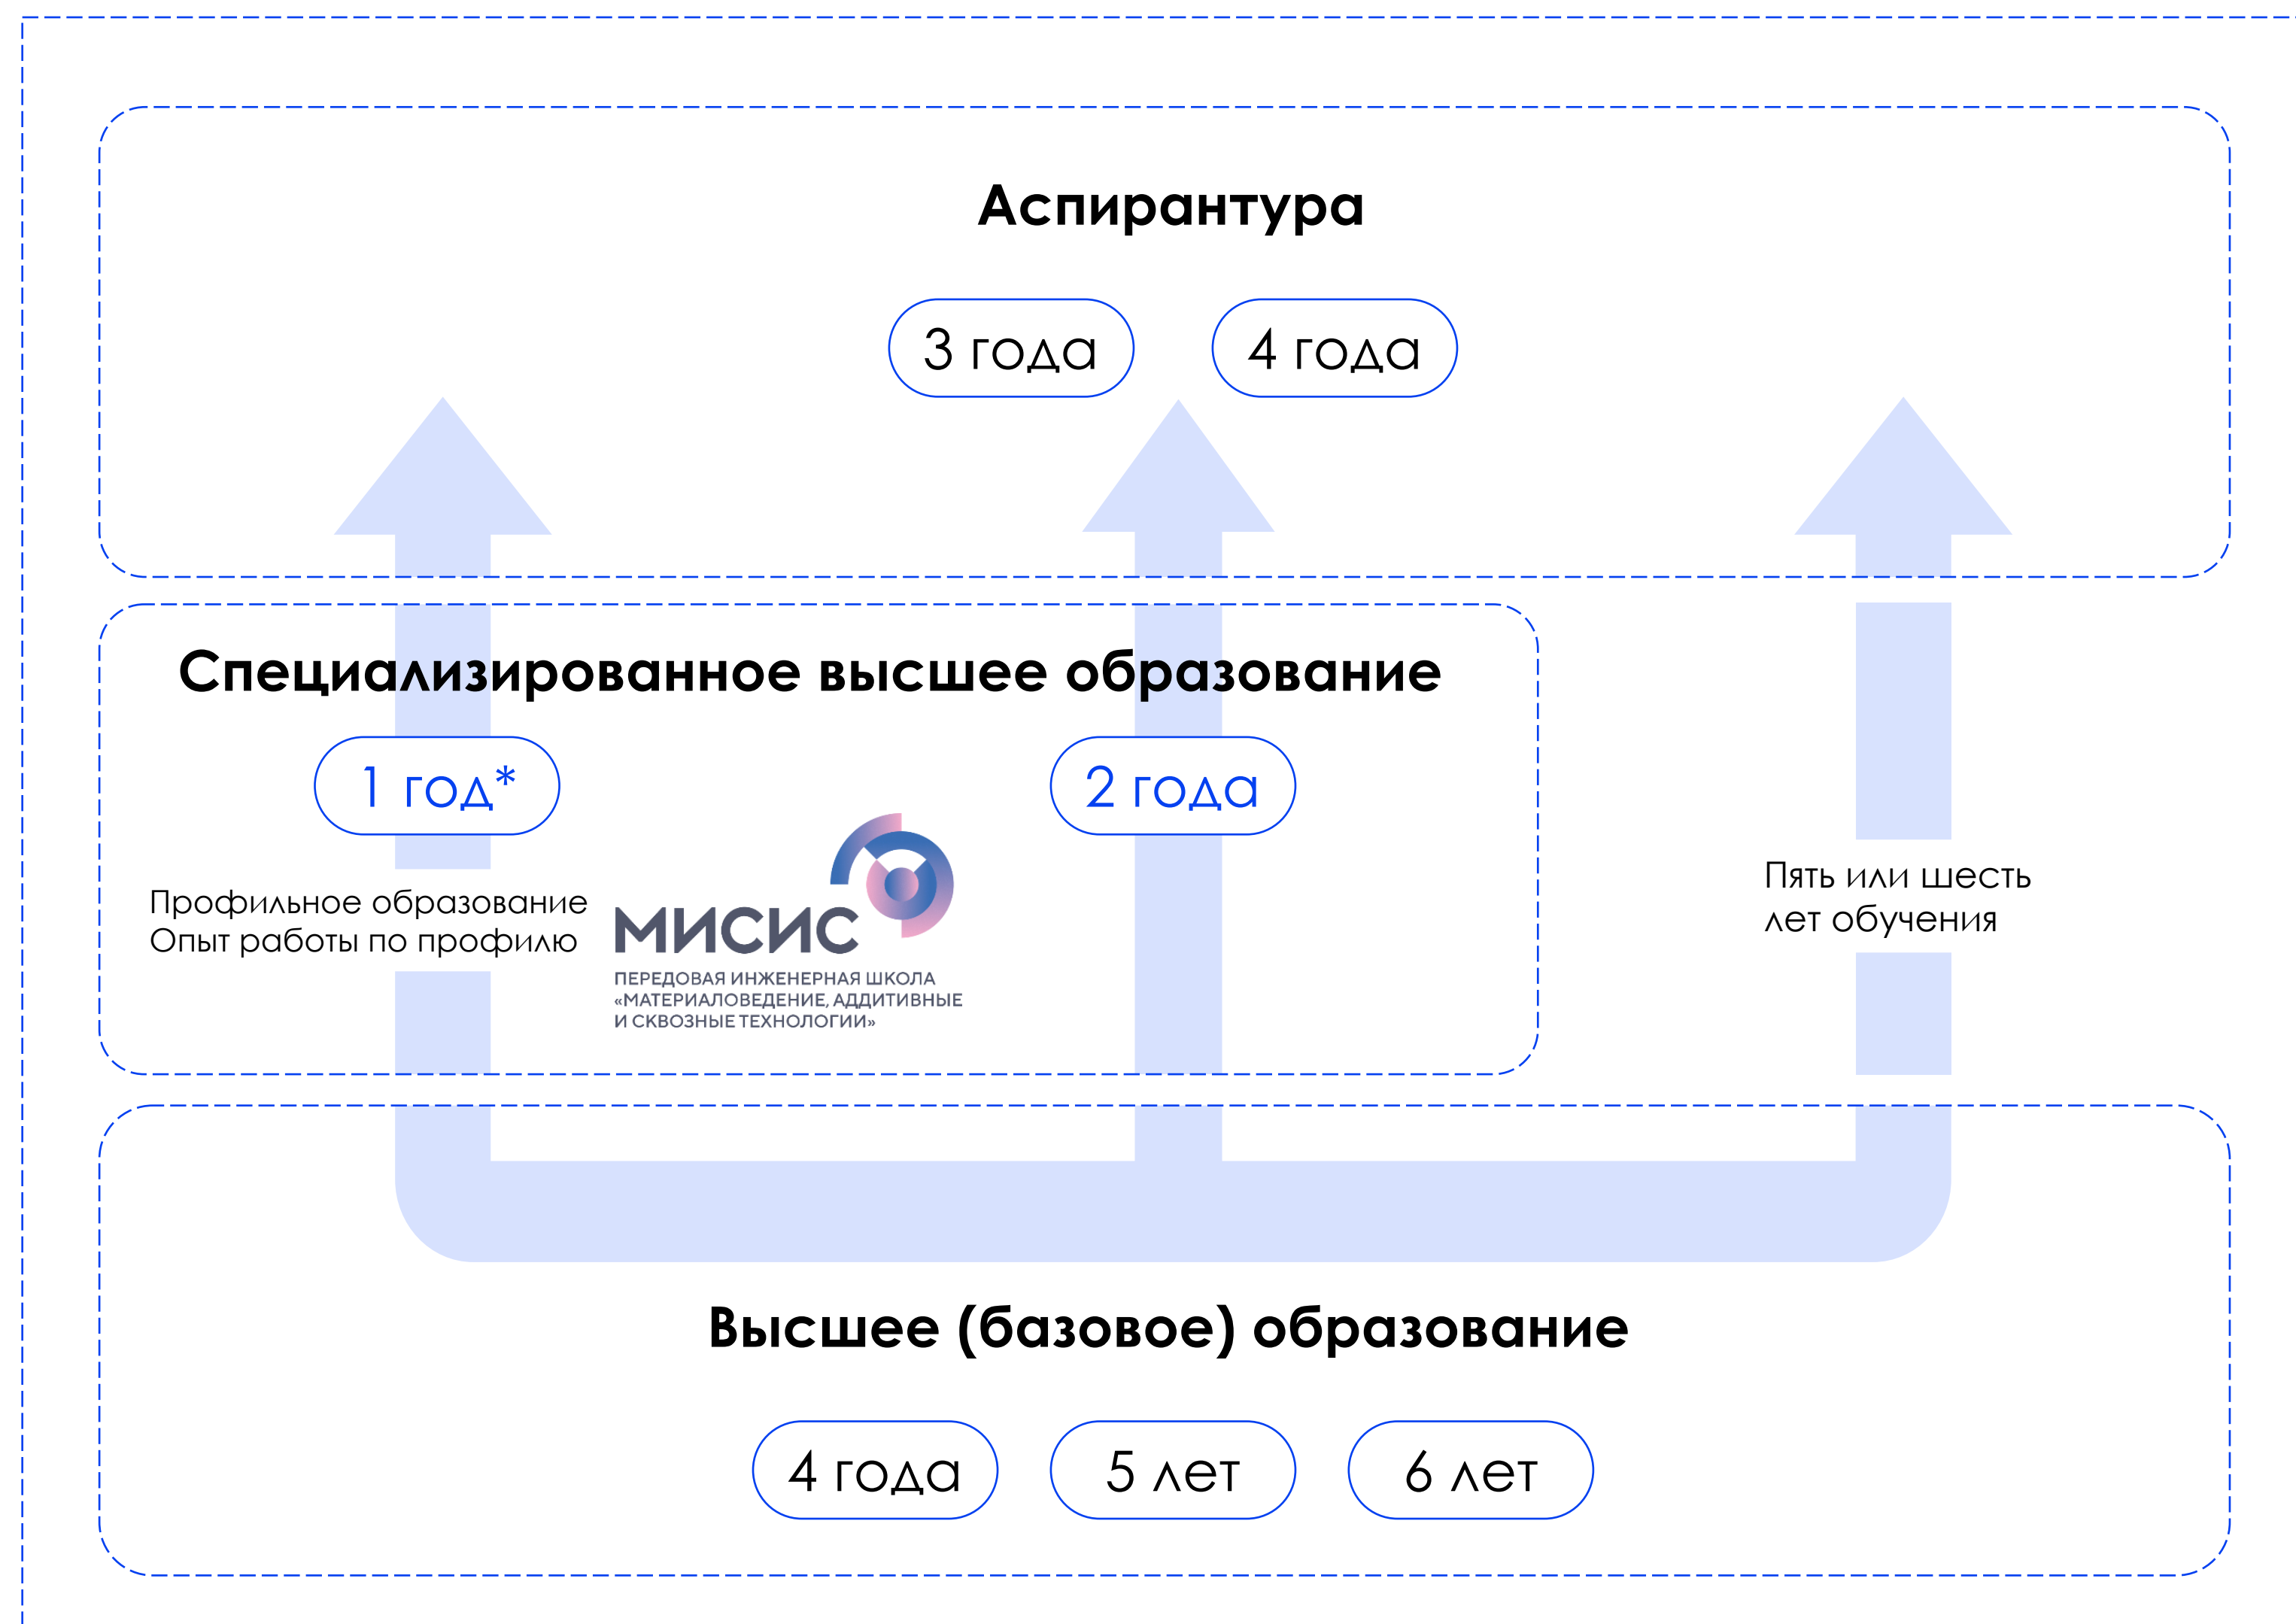 Аспирантура
3 года
4 года
Специализированное высшее образование
1 год*
2 года
Профильное образование
Опыт работы по профилю
МИСИС
ПЕРЕДОВАЯ ИНЖЕНЕРНАЯ ШКОЛА
«МАТЕРИАЛОВЕДЕНИЕ, АДДИТИВНЫЕ
И СКВОЗНЫЕ ТЕХНОЛОГИИ»
Пять или шесть
лет обучения
Высшее (базовое) образование
4 года
5 лет
6 лет